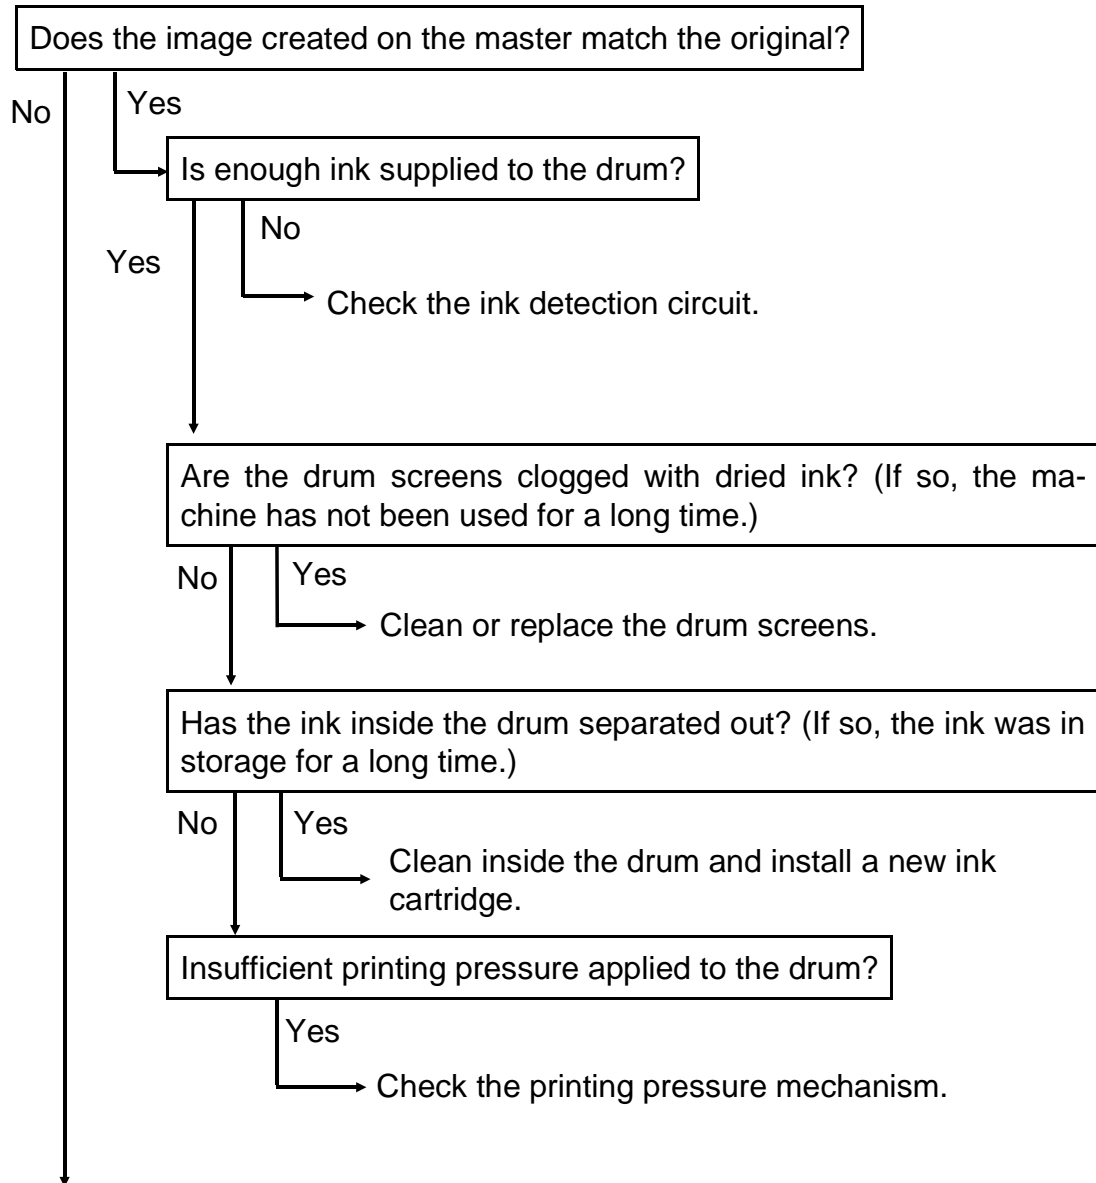 Does the image created on the master match the original?
No
Yes
Is enough ink supplied to the drum?
No
Yes
Check the ink detection circuit.
Are the drum screens clogged with dried ink? (If so, the ma-
chine has not been used for a long time.)
No
Yes
Clean or replace the drum screens.
Has the ink inside the drum separated out? (If so, the ink was in
storage for a long time.)
No
Yes
Clean inside the drum and install a new ink
cartridge.
Insufficient printing pressure applied to the drum?
Yes
Check the printing pressure mechanism.